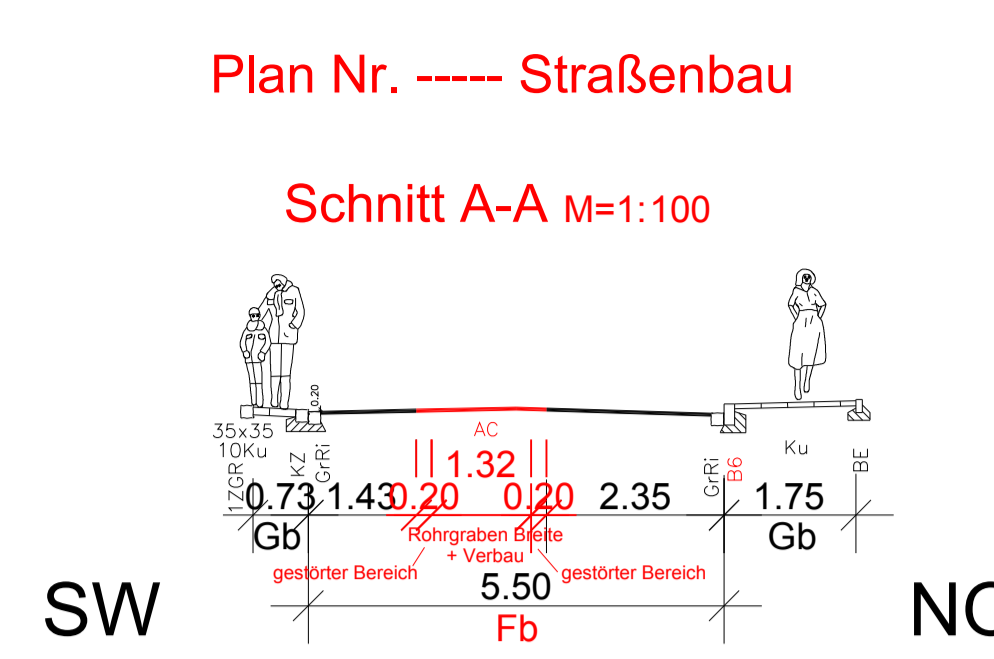 Plan Nr. ----- Straßenbau
Schnitt A-A M=1:100
0.20
35x35
10Ku
1ZGR
KZ
GrRi
AC
1.32
GrRi
B6
Ku
BE
0.73 1.43 0.20 0.20 2.35 1.75
Gb
Rohrgraben Breite
+ Verbau
Gb
gestörter Bereich
gestörter Bereich
5.50
Fb
SW
NO